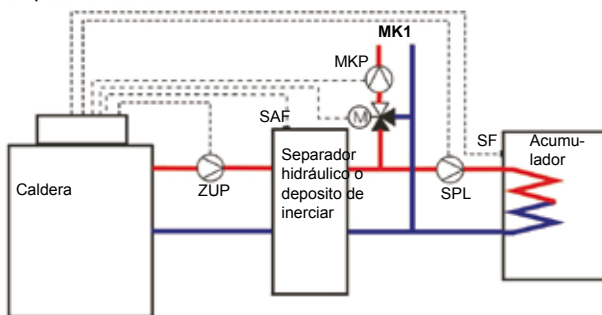 MK1
MKP
M
SAF
SF
Acumu-
lador
Separador
hidráulico o
deposito de
inerciar
Caldera
ZUP
SPL